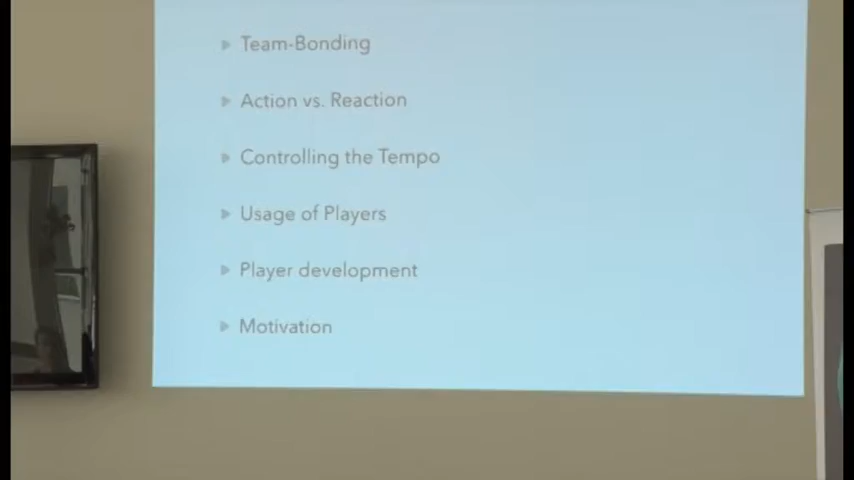 Team-Bonding
Action vs. Reaction
Controlling the Tempo
Usage of Players
Player development
Motivation